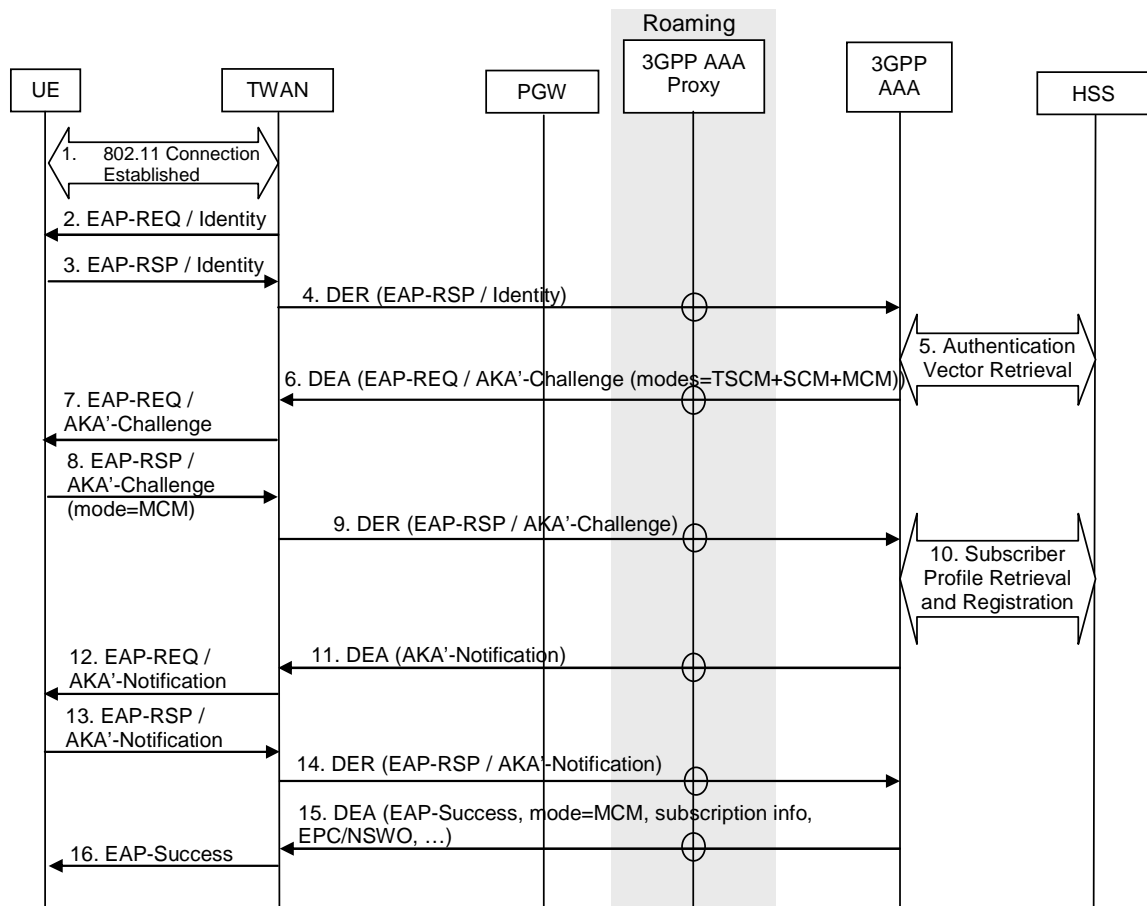 Roaming
UE
TWAN
PGW
3GPP AAA
Proxy
3GPP
AAA
HSS
1. 802.11 Connection
Established
2. EAP-REQ / Identity
3. EAP-RSP / Identity
4. DER (EAP-RSP / Identity)
5. Authentication
Vector Retrieval
6. DEA (EAP-REQ / AKA’-Challenge (modes=TSCM+SCM+MCM))
7. EAP-REQ /
AKA’-Challenge
8. EAP-RSP /
AKA’-Challenge
(mode=MCM)
9. DER (EAP-RSP / AKA’-Challenge)
10. Subscriber
Profile Retrieval
and Registration
11. DEA (AKA’-Notification)
12. EAP-REQ /
AKA’-Notification
13. EAP-RSP /
AKA’-Notification
14. DER (EAP-RSP / AKA’-Notification)
15. DEA (EAP-Success, mode=MCM, subscription info,
EPC/NSWO, …)
16. EAP-Success